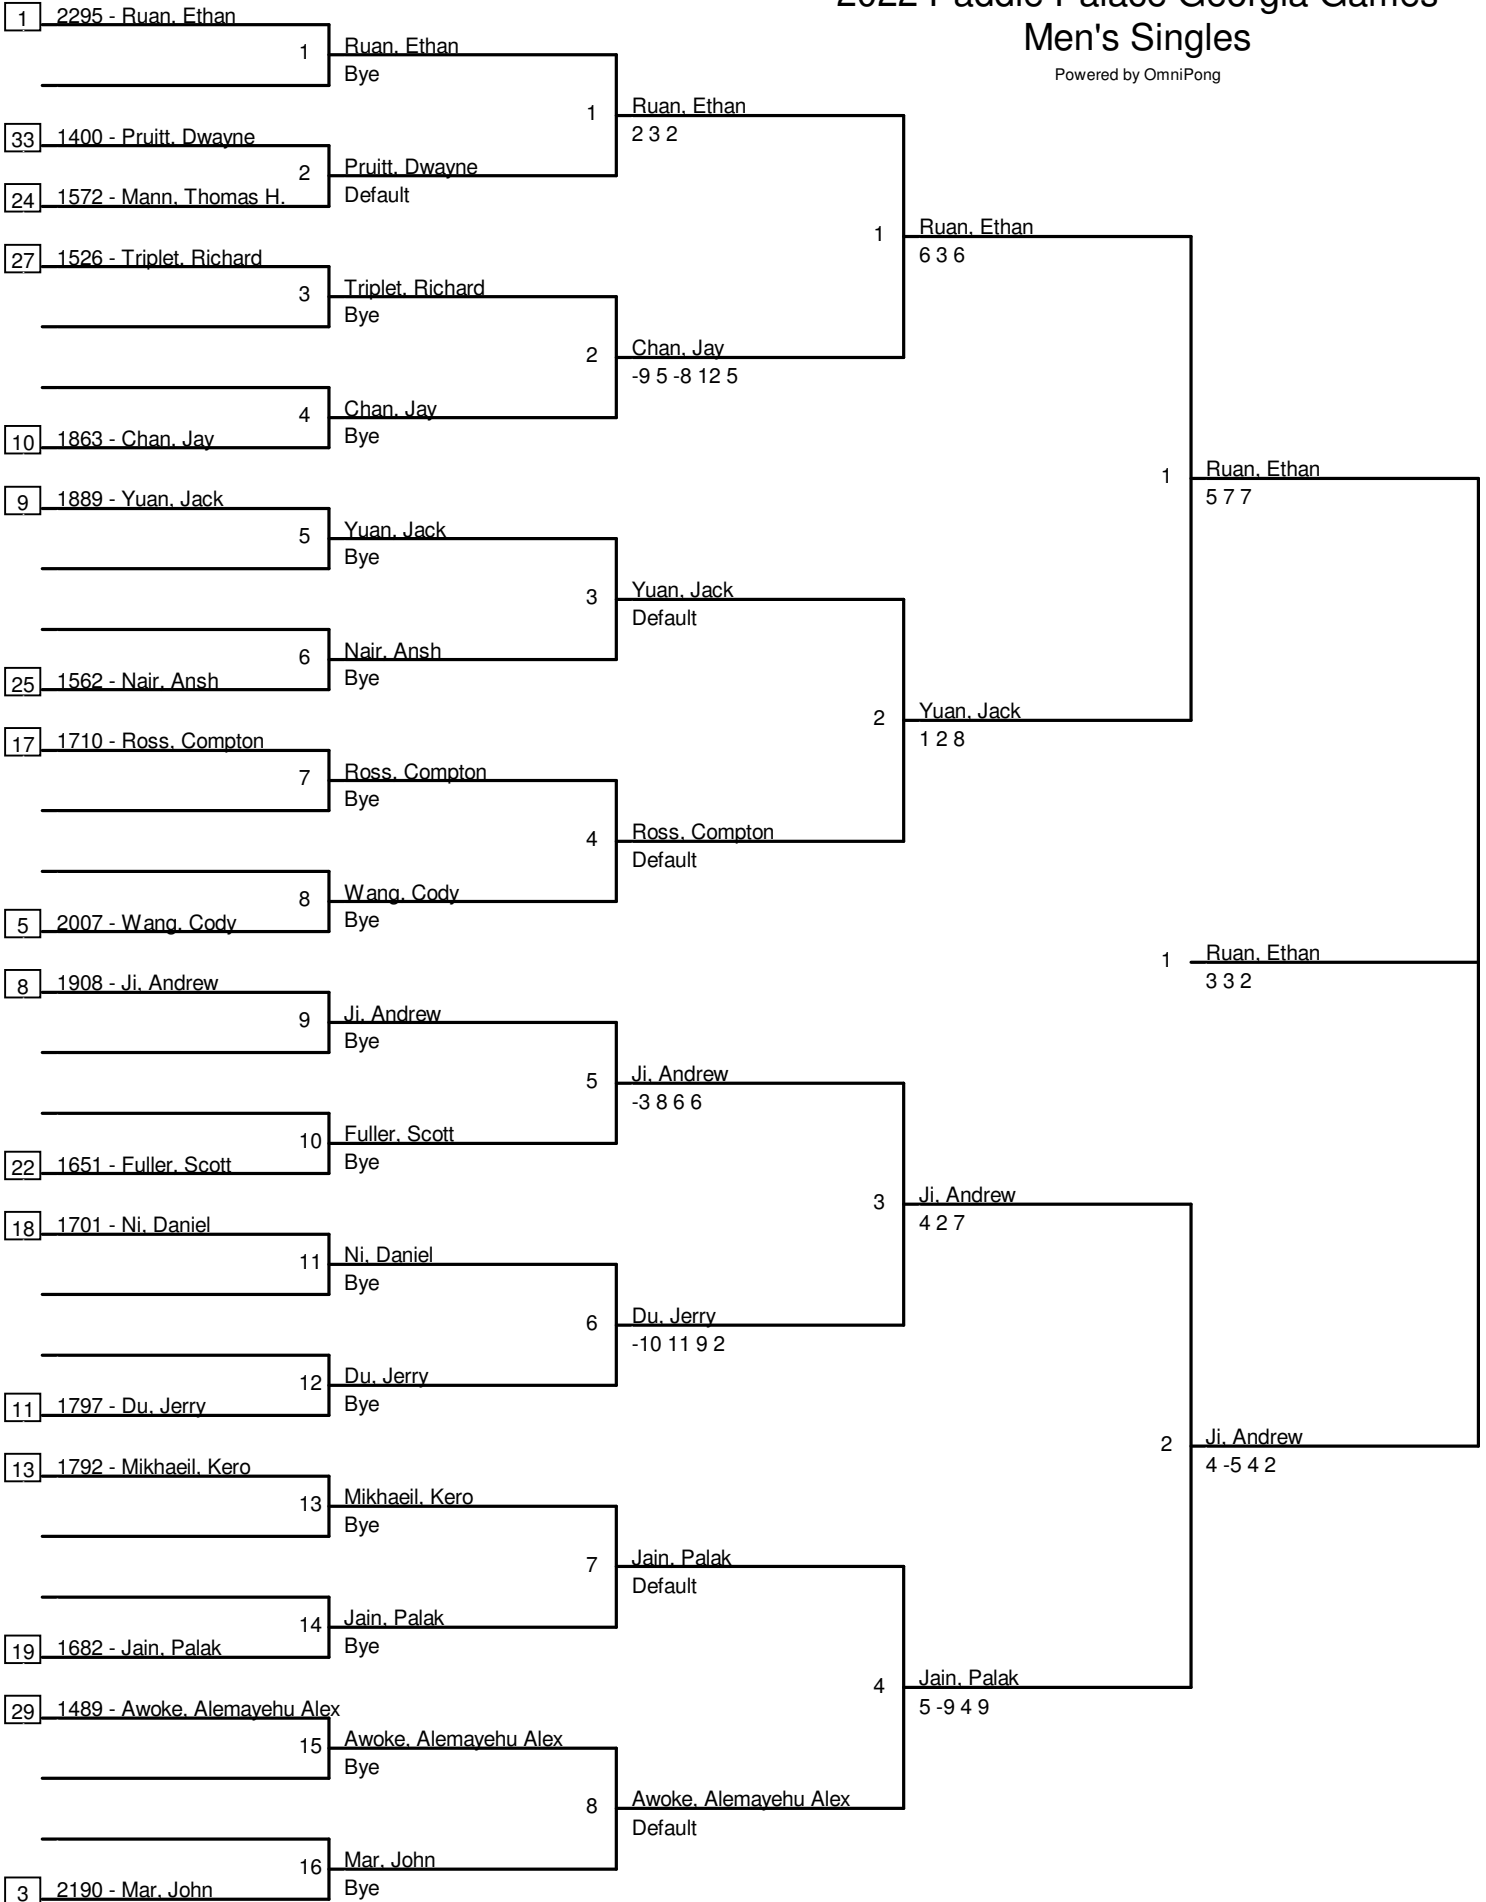 2022 Paddle Palace Georgia Games
Men's Singles
Powered by OmniPong
1 2295 - Ruan, Ethan
1 Ruan, Ethan
Bye
1 Ruan, Ethan
2 3 2
33 1400 - Pruitt, Dwayne
2 Pruitt, Dwayne
Default
24 1572 - Mann, Thomas H.
1 Ruan, Ethan
6 3 6
27 1526 - Triplet, Richard
3 Triplet, Richard
Bye
2 Chan, Jay
-9 5 -8 12 5
4 Chan, Jay
Bye
10 1863 - Chan, Jay
1 Ruan, Ethan
5 7 7
9 1889 - Yuan, Jack
5 Yuan, Jack
Bye
3 Yuan, Jack
Default
6 Nair, Ansh
Bye
25 1562 - Nair, Ansh
2 Yuan, Jack
1 2 8
17 1710 - Ross, Compton
7 Ross, Compton
Bye
4 Ross, Compton
Default
8 Wang, Cody
Bye
5 2007 - Wang, Cody
1 Ruan, Ethan
3 3 2
8 1908 - Ji, Andrew
9 Ji, Andrew
Bye
5 Ji, Andrew
-3 8 6 6
10 Fuller, Scott
Bye
22 1651 - Fuller, Scott
3 Ji, Andrew
4 2 7
18 1701 - Ni, Daniel
11 Ni, Daniel
Bye
6 Du, Jerry
-10 11 9 2
12 Du, Jerry
Bye
11 1797 - Du, Jerry
2 Ji, Andrew
4 -5 4 2
13 1792 - Mikhaeil, Kero
13 Mikhaeil, Kero
Bye
7 Jain, Palak
Default
14 Jain, Palak
Bye
19 1682 - Jain, Palak
4 Jain, Palak
5 -9 4 9
29 1489 - Awoke, Alemayehu Alex
15 Awoke, Alemayehu Alex
Bye
8 Awoke, Alemayehu Alex
Default
16 Mar, John
Bye
3 2190 - Mar, John